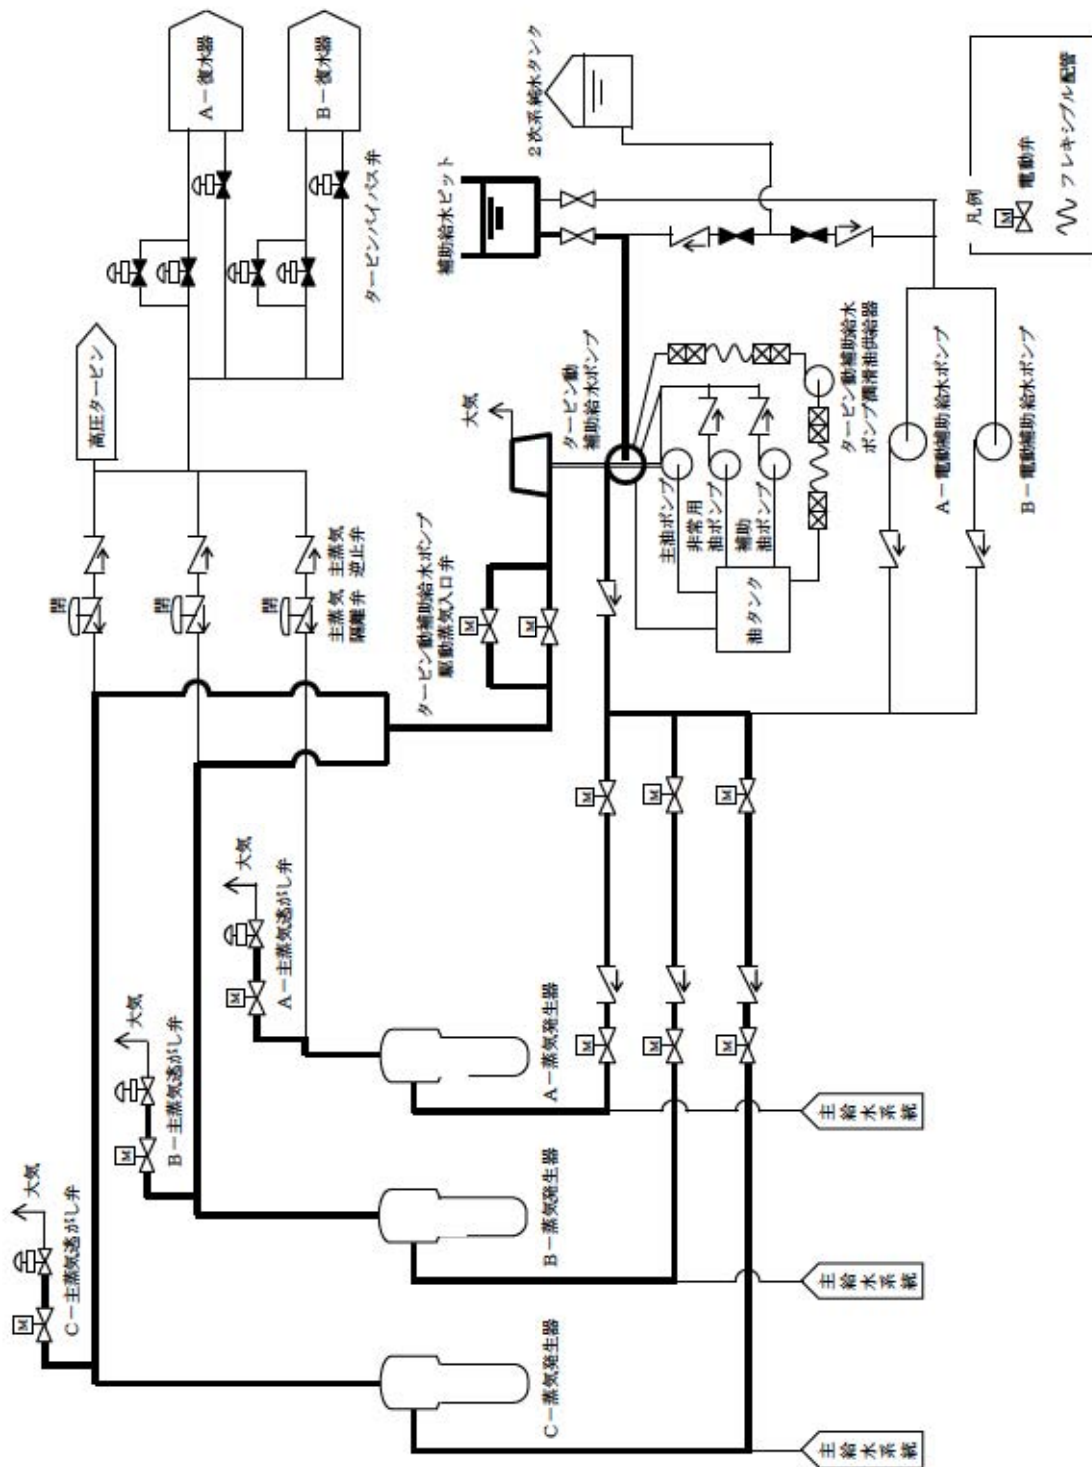 A－復水器
B－復水器
タービンバイパス弁
高圧タービン
2次系純水タンク
補助給水ピット
凡例
M
電動弁
フレキシブル配管
大気
タービン動
補助給水ポンプ
タービン動補助給水
ポンプ潤滑油供給器
A－電動補助給水ポンプ
B－電動補助給水ポンプ
主油ポンプ
非常用
油ポンプ
補助
油ポンプ
油タンク
閉
閉
閉
主蒸気
隔離弁
主蒸気
逆止弁
タービン動補助給水ポンプ
駆動蒸気入口弁
M
M
大気
M
A－主蒸気逃がし弁
大気
M
B－主蒸気逃がし弁
大気
M
C－主蒸気逃がし弁
M
M
M
M
M
M
A－蒸気発生器
B－蒸気発生器
C－蒸気発生器
主給水系統
主給水系統
主給水系統